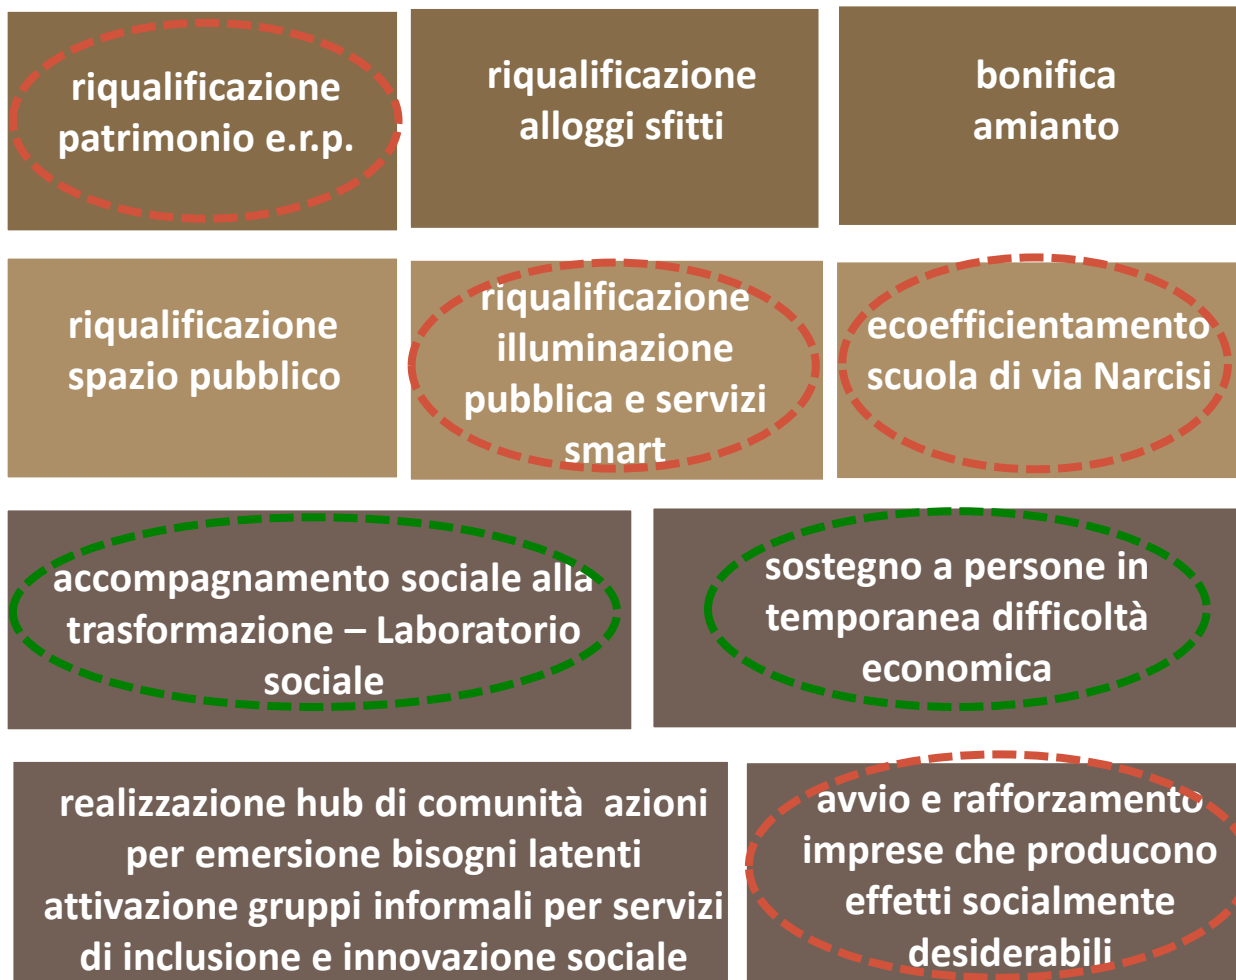 riqualificazione
patrimonio e.r.p.
riqualificazione
alloggi sfitti
bonifica
amianto
riqualificazione
spazio pubblico
riqualificazione
illuminazione
pubblica e servizi
smart
ecoefficientamento
scuola di via Narcisi
accompagnamento sociale alla
trasformazione – Laboratorio
sociale
sostegno a persone in
temporanea difficoltà
economica
realizzazione hub di comunità azioni
per emersione bisogni latenti
attivazione gruppi informali per servizi
di inclusione e innovazione sociale
avvio e rafforzamento
imprese che producono
effetti socialmente
desiderabili